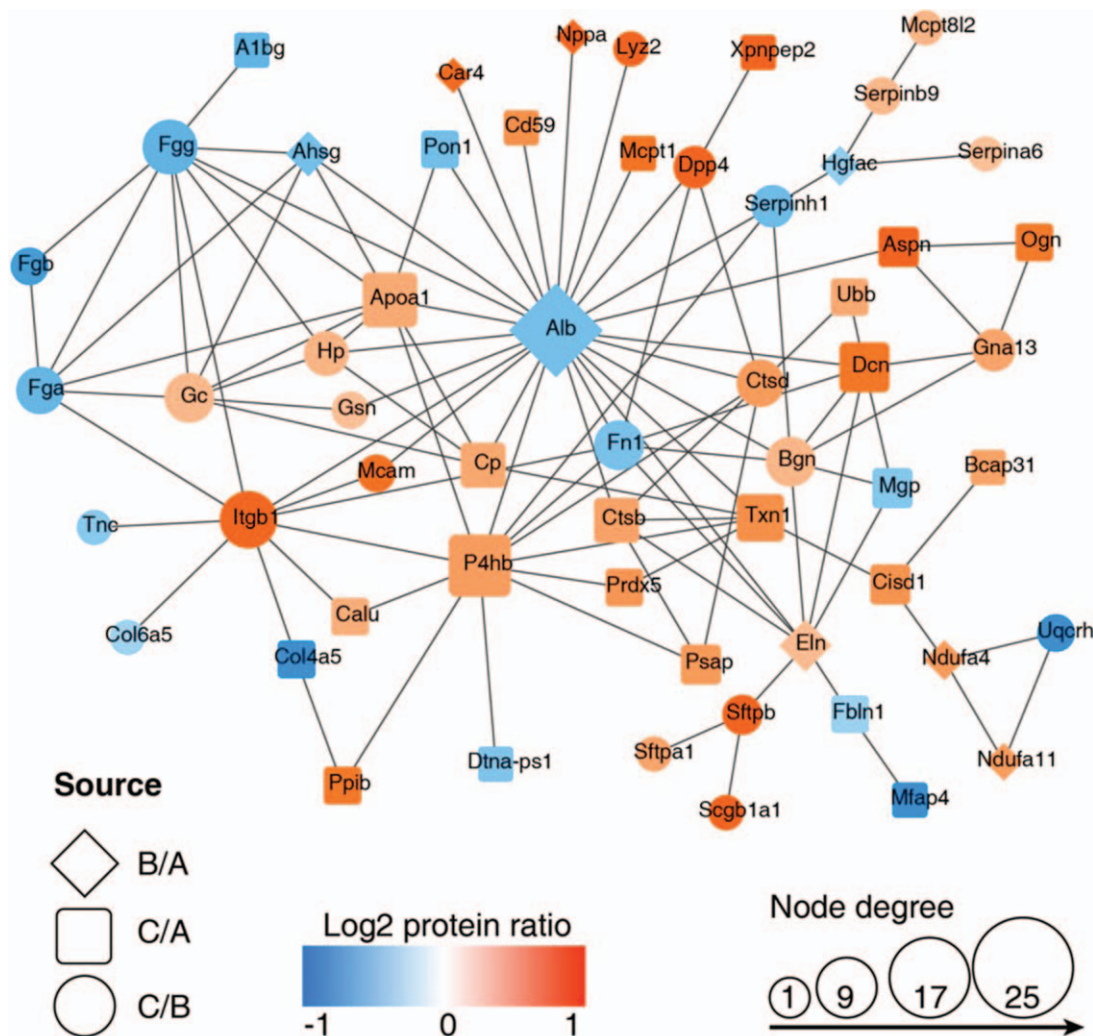 Mcpt8l2
Nppa
A1bg
Lyz2
Xpnpep2
Car4
Serpinb9
Cd59
Fgg
Ahsg
Pon1
Mcpt1
Dpp4
Hgfac
Serpina6
Serpinh1
Fgb
Aspn
Ogn
Apoa1
Ubb
Alb
Hp
Gna13
Dcn
Fga
Gc
Ctsd
Gsn
Fn1
Cp
Bgn
Bcap31
Mcam
Mgp
Tnc
Itgb1
Ctsb
Txn1
P4hb
Prdx5
Cisd1
Calu
Col6a5
Uqcrh
Col4a5
Psap
Eln
Ndufa4
Sftpb
Fbln1
Sftpa1
Ndufa11
Dtna-ps1
Ppib
Mfap4
Scgb1a1
Source
B/A
C/A
C/B
Log2 protein ratio
-1 0 1
Node degree
1 9 17 25